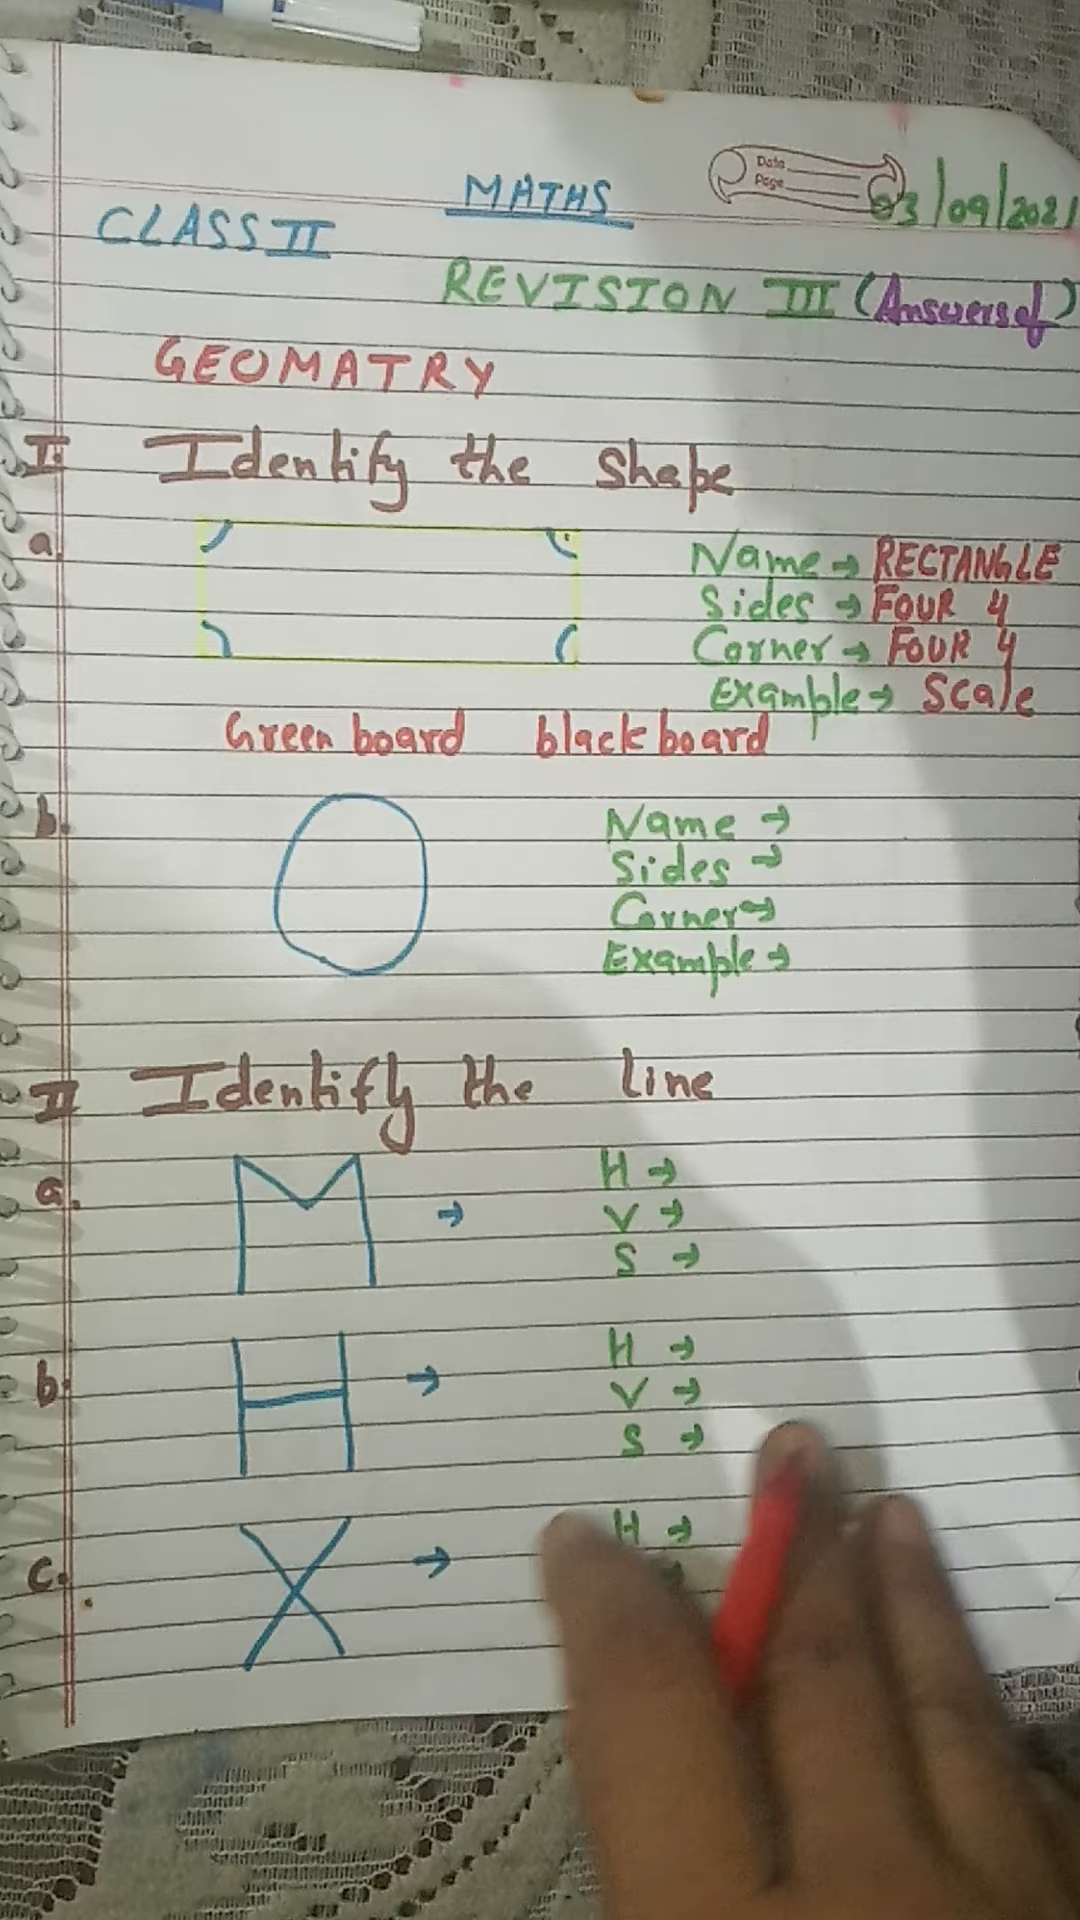 MATHS
Date
Page
03/09/2021
CLASS II
REVISION III (Answers of)
GEOMATRY
I. Identify the Shape
a.
Name → RECTANGLE
Sides → FOUR 4
Corner → FOUR 4
Example → Scale
Green board black board
b.
Name →
Sides →
Corner →
Example →
II Identify the line
a. M →
H →
V →
S →
b. H →
H →
V →
S →
c. X →
H →